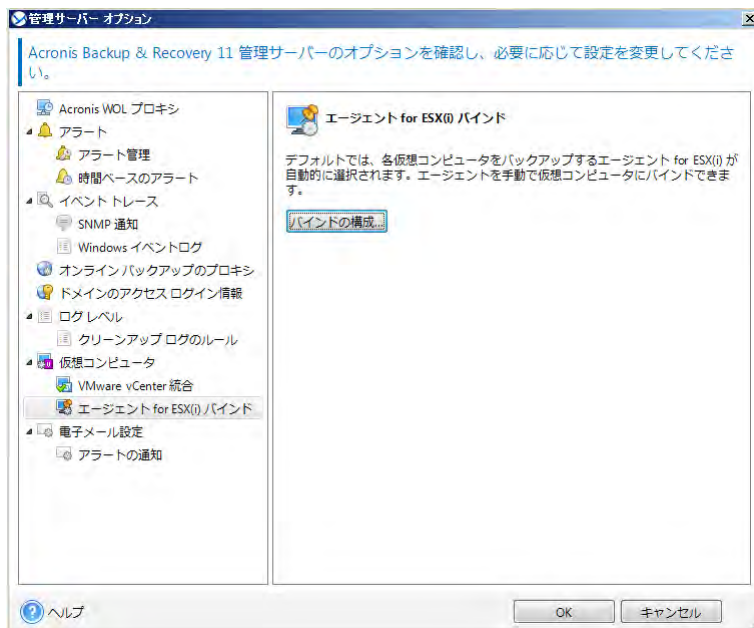 管理サーバー オプション
Acronis Backup & Recovery 11 管理サーバーのオプションを確認し、必要に応じて設定を変更してくださ
い。
Acronis WOL プロキシ
アラート
アラート管理
時間ベースのアラート
イベント トレース
SNMP 通知
Windows イベントログ
オンライン バックアップのプロキシ
ドメインのアクセス ログイン情報
ログ レベル
クリーンアップ ログのルール
仮想コンピュータ
VMware vCenter 統合
エージェント for ESX(i) バインド
電子メール設定
アラートの通知
エージェント for ESX(i) バインド
デフォルトでは、各仮想コンピュータをバックアップするエージェント for ESX(i) が
自動的に選択されます。エージェントを手動で仮想コンピュータにバインドできま
す。
バインドの構成...
ヘルプ
OK
キャンセル